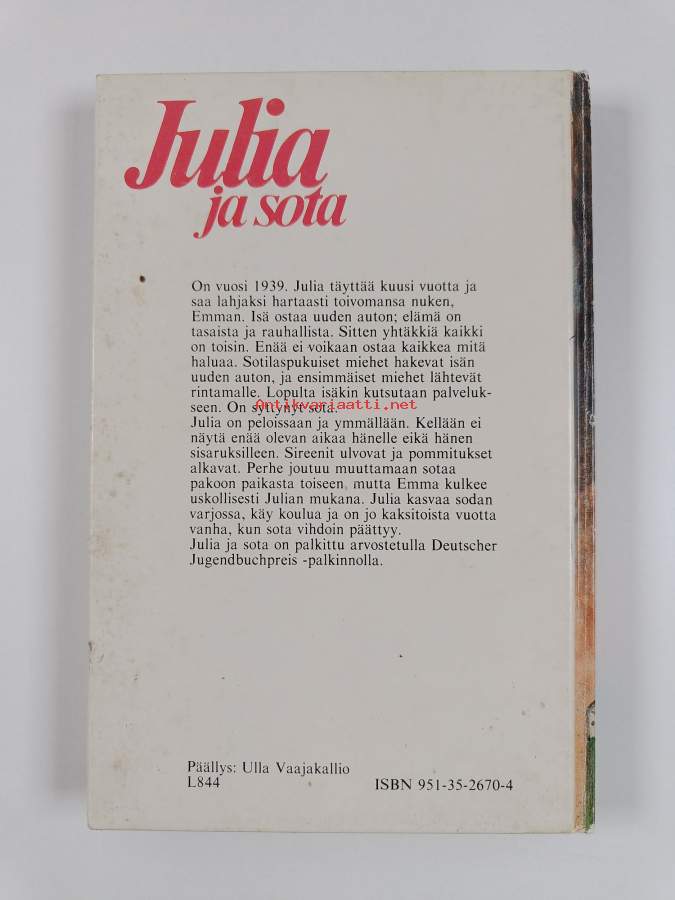 Julia
ja sota
On vuosi 1939. Julia täyttää kuusi vuotta ja
saa lahjaksi hartaasti toivomansa nuken,
Emman. Isä ostaa uuden auton; elämä on
tasaista ja rauhallista. Sitten yhtäkkiä kaikki
on toisin. Enää ei voikaan ostaa kaikkea mitä
haluaa. Sotilaspukuiset miehet hakevat isän
uuden auton, ja ensimmäiset miehet lähtevät
rintamalle. Lopulta isäkin kutsutaan palveluk-
seen. On syttynyt sota.
Antikvariaatti.net
Julia on peloissaan ja ymmällään. Kellään ei
näytä enää olevan aikaa hänelle eikä hänen
sisaruksilleen. Sireenit ulvovat ja pommitukset
alkavat. Perhe joutuu muuttamaan sotaa
pakoon paikasta toiseen, mutta Emma kulkee
uskollisesti Julian mukana. Julia kasvaa sodan
varjossa, käy koulua ja on jo kaksitoista vuotta
vanha, kun sota vihdoin päättyy.
Julia ja sota on palkittu arvostetulla Deutscher
Jugendbuchpreis -palkinnolla.
Päällys: Ulla Vaajakallio
L844
ISBN 951-35-2670-4